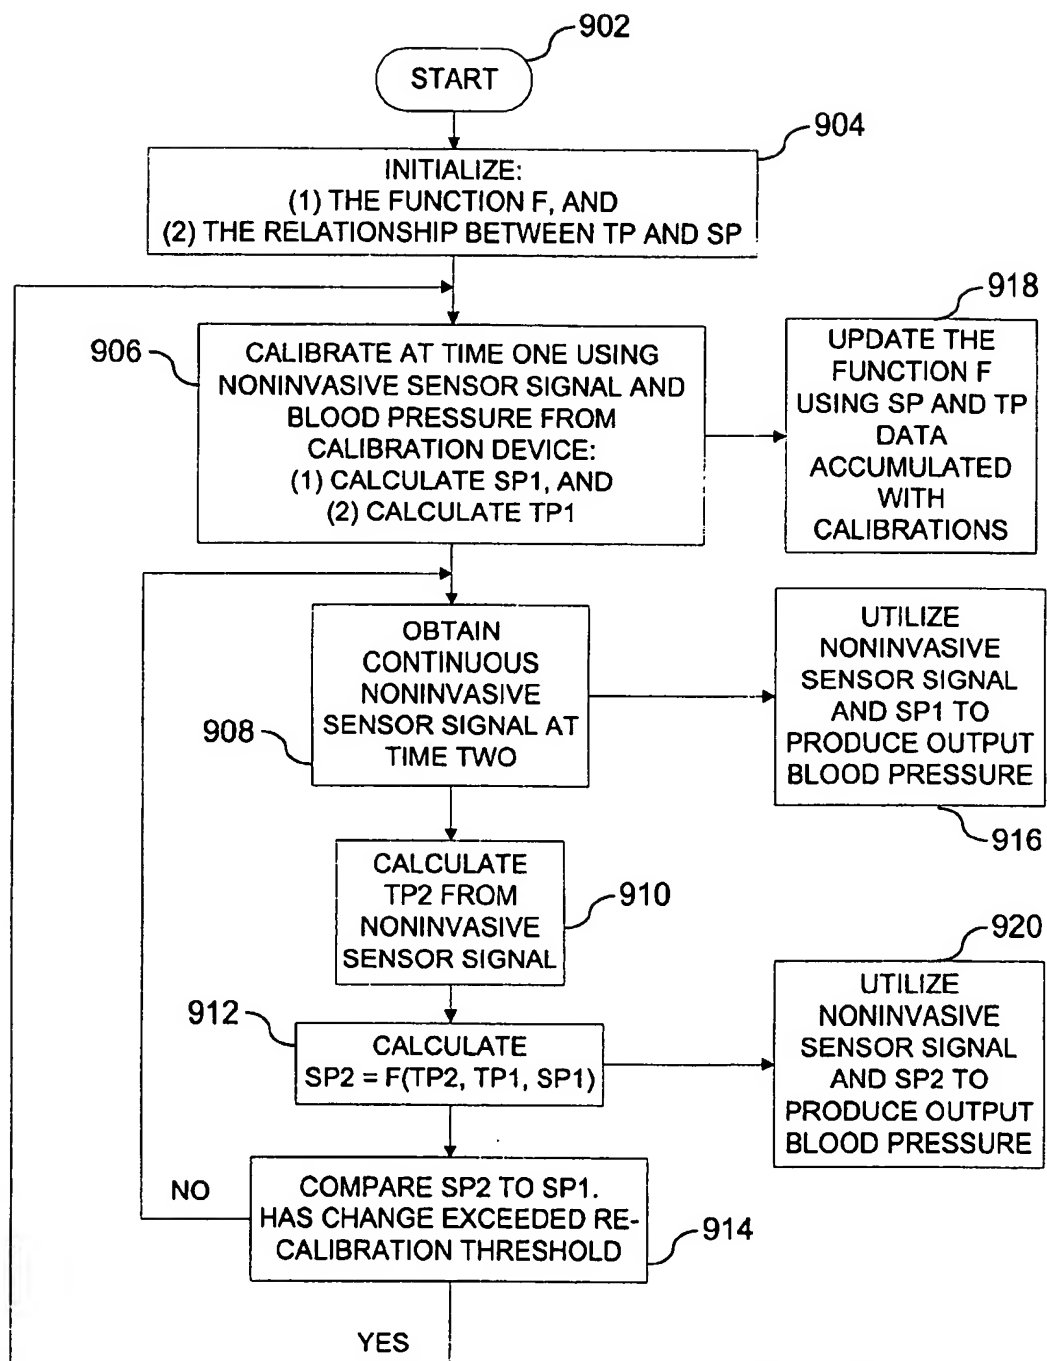 902
START
904
INITIALIZE:
(1) THE FUNCTION F, AND
(2) THE RELATIONSHIP BETWEEN TP AND SP
906
CALIBRATE AT TIME ONE USING
NONINVASIVE SENSOR SIGNAL AND
BLOOD PRESSURE FROM
CALIBRATION DEVICE:
(1) CALCULATE SP1, AND
(2) CALCULATE TP1
918
UPDATE THE
FUNCTION F
USING SP AND TP
DATA
ACCUMULATED
WITH
CALIBRATIONS
908
OBTAIN
CONTINUOUS
NONINVASIVE
SENSOR SIGNAL AT
TIME TWO
UTILIZE
NONINVASIVE
SENSOR SIGNAL
AND SP1 TO
PRODUCE OUTPUT
BLOOD PRESSURE
916
CALCULATE
TP2 FROM
NONINVASIVE
SENSOR SIGNAL
910
912
CALCULATE
SP2 = F(TP2, TP1, SP1)
920
UTILIZE
NONINVASIVE
SENSOR SIGNAL
AND SP2 TO
PRODUCE OUTPUT
BLOOD PRESSURE
NO
COMPARE SP2 TO SP1.
HAS CHANGE EXCEEDED RE-
CALIBRATION THRESHOLD
914
YES